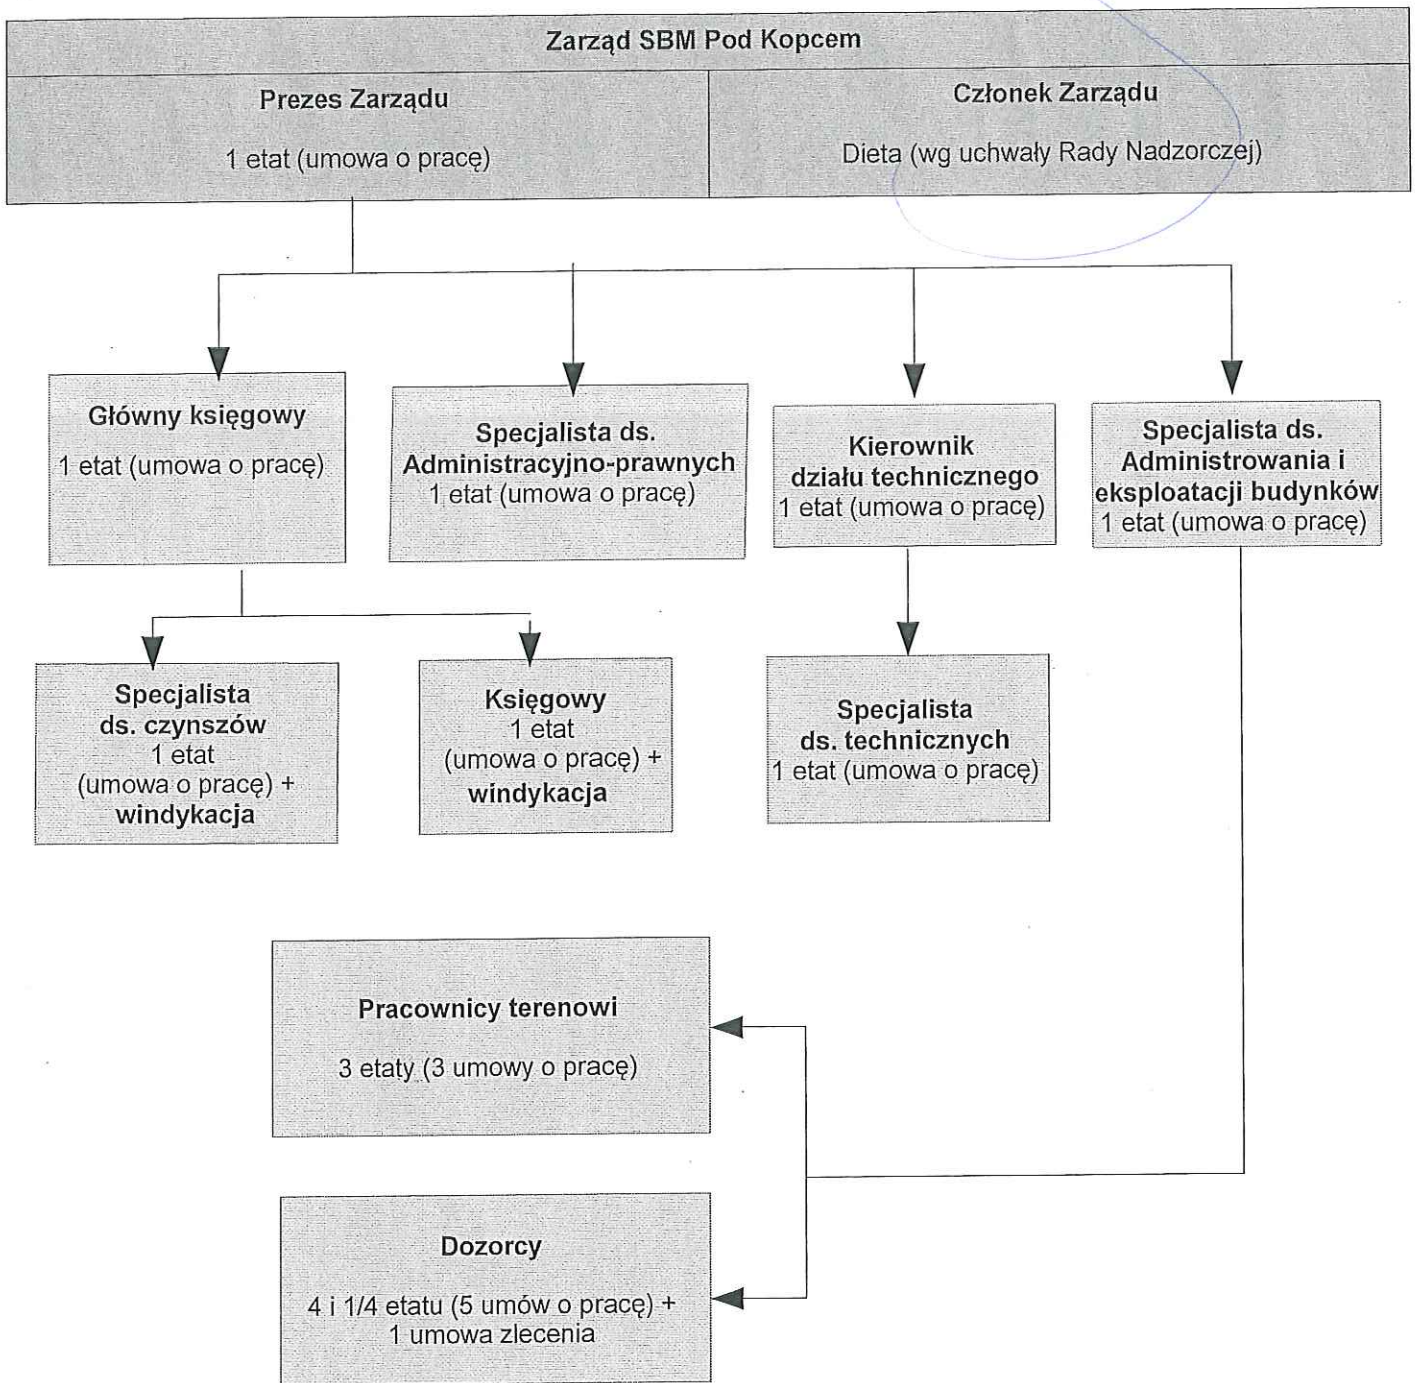 Zarząd SBM Pod Kopcem
Prezes Zarządu
1 etat (umowa o pracę)
Członek Zarządu
Dieta (wg uchwały Rady Nadzorczej)
Główny księgowy
1 etat (umowa o pracę)
Specjalista ds.
Administracyjno-prawnych
1 etat (umowa o pracę)
Kierownik
działu technicznego
1 etat (umowa o pracę)
Specjalista ds.
Administrowania i
eksploatacji budynków
1 etat (umowa o pracę)
Specjalista
ds. czynszów
1 etat
(umowa o pracę) +
windykacja
Księgowy
1 etat
(umowa o pracę) +
windykacja
Specjalista
ds. technicznych
1 etat (umowa o pracę)
Pracownicy terenowi
3 etaty (3 umowy o pracę)
Dozorcy
4 i 1/4 etatu (5 umów o pracę) +
1 umowa zlecenia